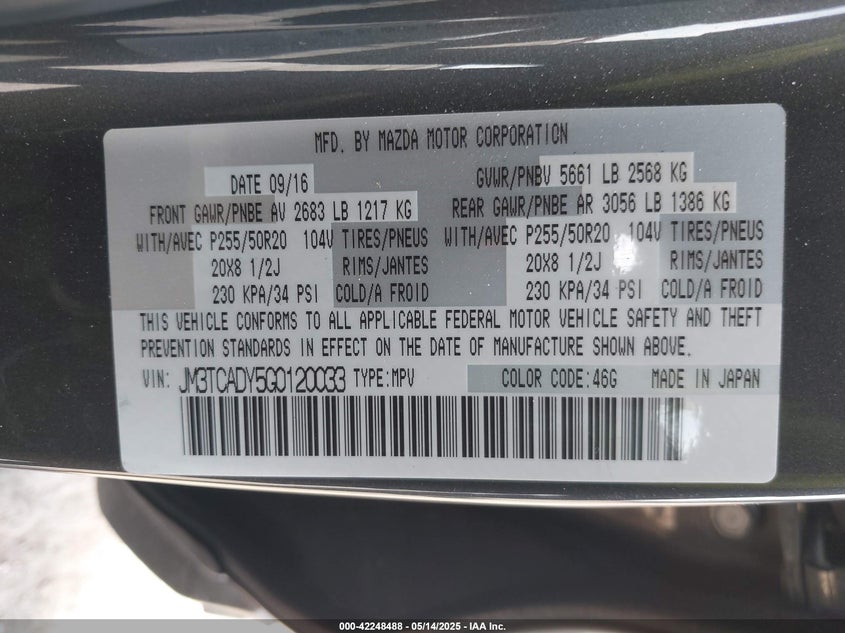 MFD. BY MAZDA MOTOR CORPORATION
DATE 09/16 GVWR/PNBV 5661 LB 2568 KG
FRONT GAWR/PNBE AV 2683 LB 1217 KG REAR GAWR/PNBE AR 3056 LB 1386 KG
WITH/AVEC P255/50R20 104V TIRES/PNEUS WITH/AVEC P255/50R20 104V TIRES/PNEUS
20X8 1/2J RIMS/JANTES 20X8 1/2J RIMS/JANTES
230 KPA/34 PSI COLD/A FROID 230 KPA/34 PSI COLD/A FROID
THIS VEHICLE CONFORMS TO ALL APPLICABLE FEDERAL MOTOR VEHICLE SAFETY AND THEFT
PREVENTION STANDARDS IN EFFECT ON THE DATE OF MANUFACTURE SHOWN ABOVE.
VIN: JM3TCADY5G0120033 TYPE:MPV COLOR CODE:46G MADE IN JAPAN
000-42248488 - 05/14/2025 - IAA Inc.